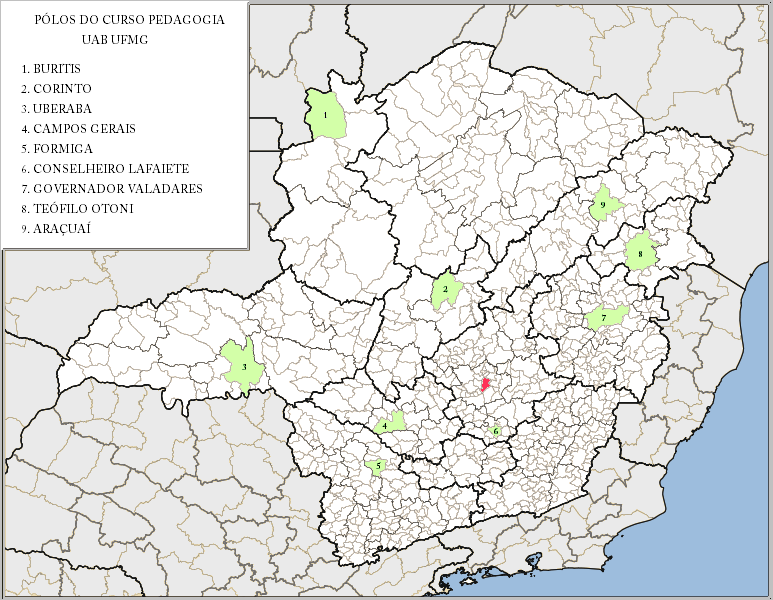 PÓLOS DO CURSO PEDAGOGIA
UAB UFMG
1. BURITIS
2. CORINTO
3. UBERABA
4. CAMPOS GERAIS
5. FORMIGA
6. CONSELHEIRO LAFAIETE
7. GOVERNADOR VALADARES
8. TEÓFILO OTONI
9. ARAÇUAÍ
1
9
8
2
7
3
4
6
5